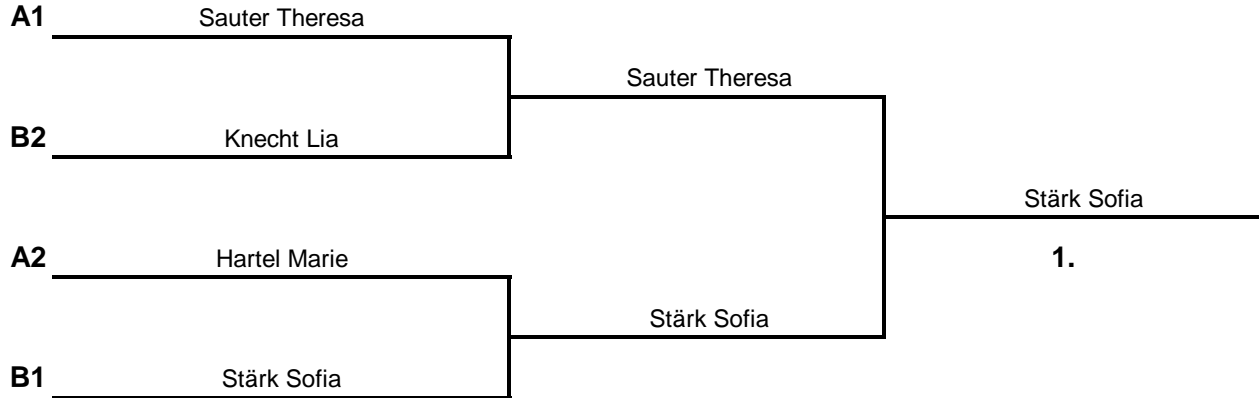 A1 Sauter Theresa
Sauter Theresa
B2 Knecht Lia
Stärk Sofia
A2 Hartel Marie 1.
Stärk Sofia
B1 Stärk Sofia